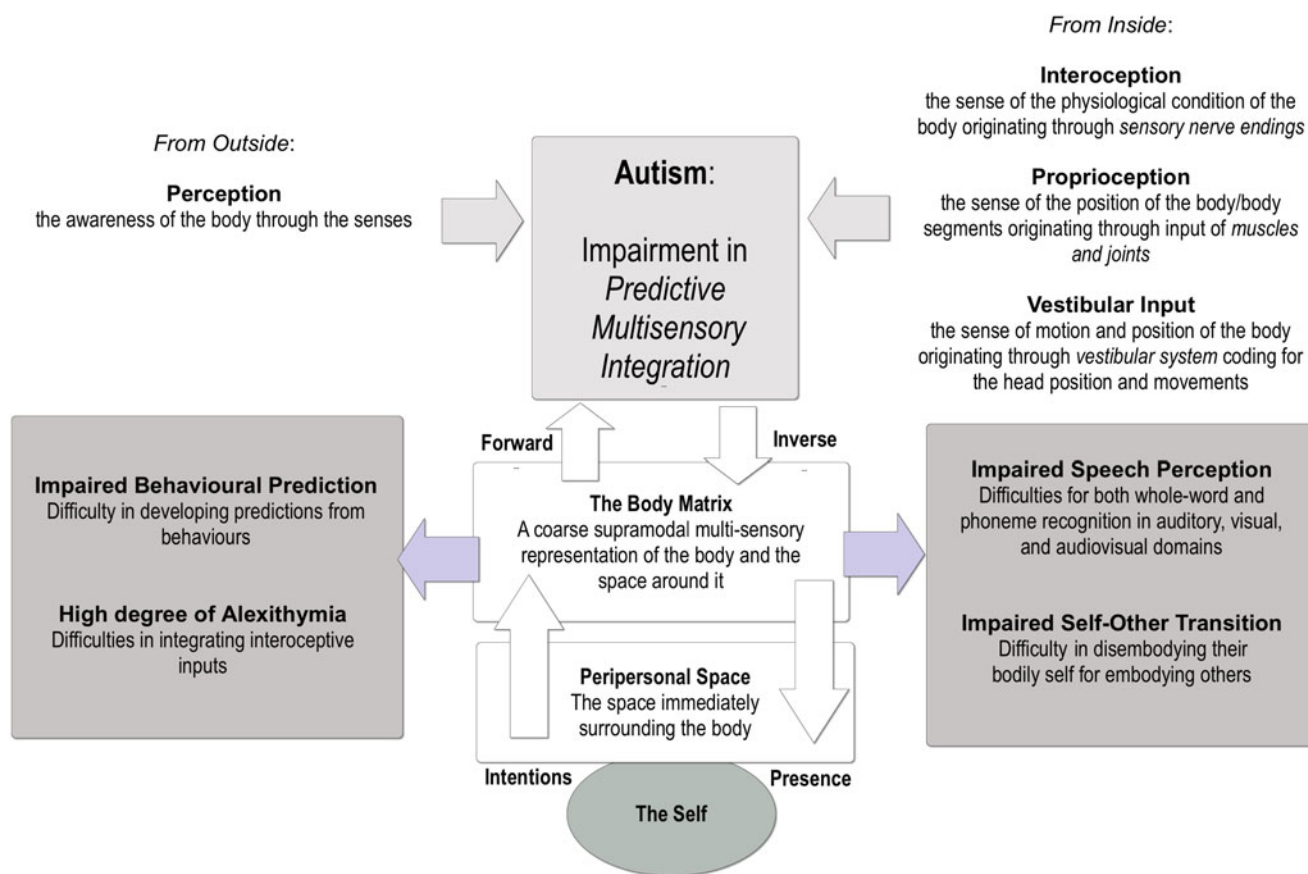 From Outside:
Perception
the awareness of the body through the senses
Autism:
Impairment in
Predictive
Multisensory
Integration
From Inside:
Interoception
the sense of the physiological condition of the
body originating through sensory nerve endings
Proprioception
the sense of the position of the body/body
segments originating through input of muscles
and joints
Vestibular Input
the sense of motion and position of the body
originating through vestibular system coding for
the head position and movements
Forward
Inverse
Impaired Behavioural Prediction
Difficulty in developing predictions from
behaviours
High degree of Alexithymia
Difficulties in integrating interoceptive
inputs
The Body Matrix
A coarse supramodal multi-sensory
representation of the body and the
space around it
Peripersonal Space
The space immediately
surrounding the body
Intentions
Presence
The Self
Impaired Speech Perception
Difficulties for both whole-word and
phoneme recognition in auditory, visual,
and audiovisual domains
Impaired Self-Other Transition
Difficulty in disembodying their
bodily self for embodying others